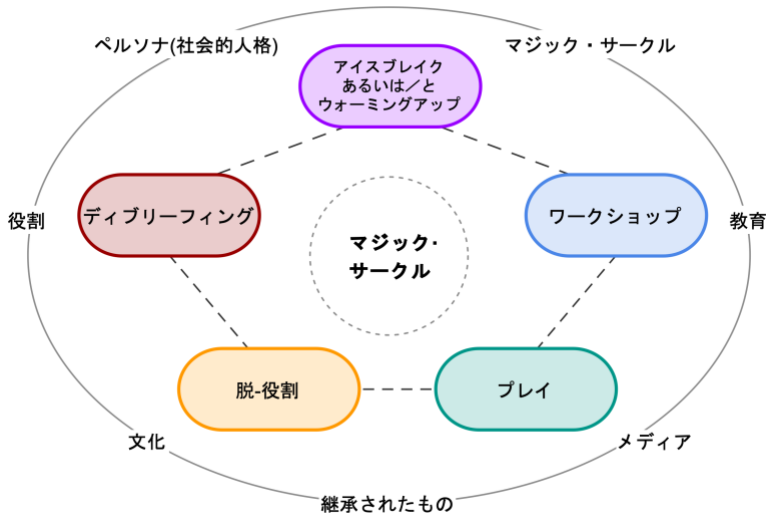 ペルソナ(社会的人格)
マジック・サークル
アイスブレイク
あるいは／と
ウォーミングアップ
ディブリーフィング
ワークショップ
役割
教育
マジック・
サークル
脱-役割
プレイ
文化
メディア
継承されたもの